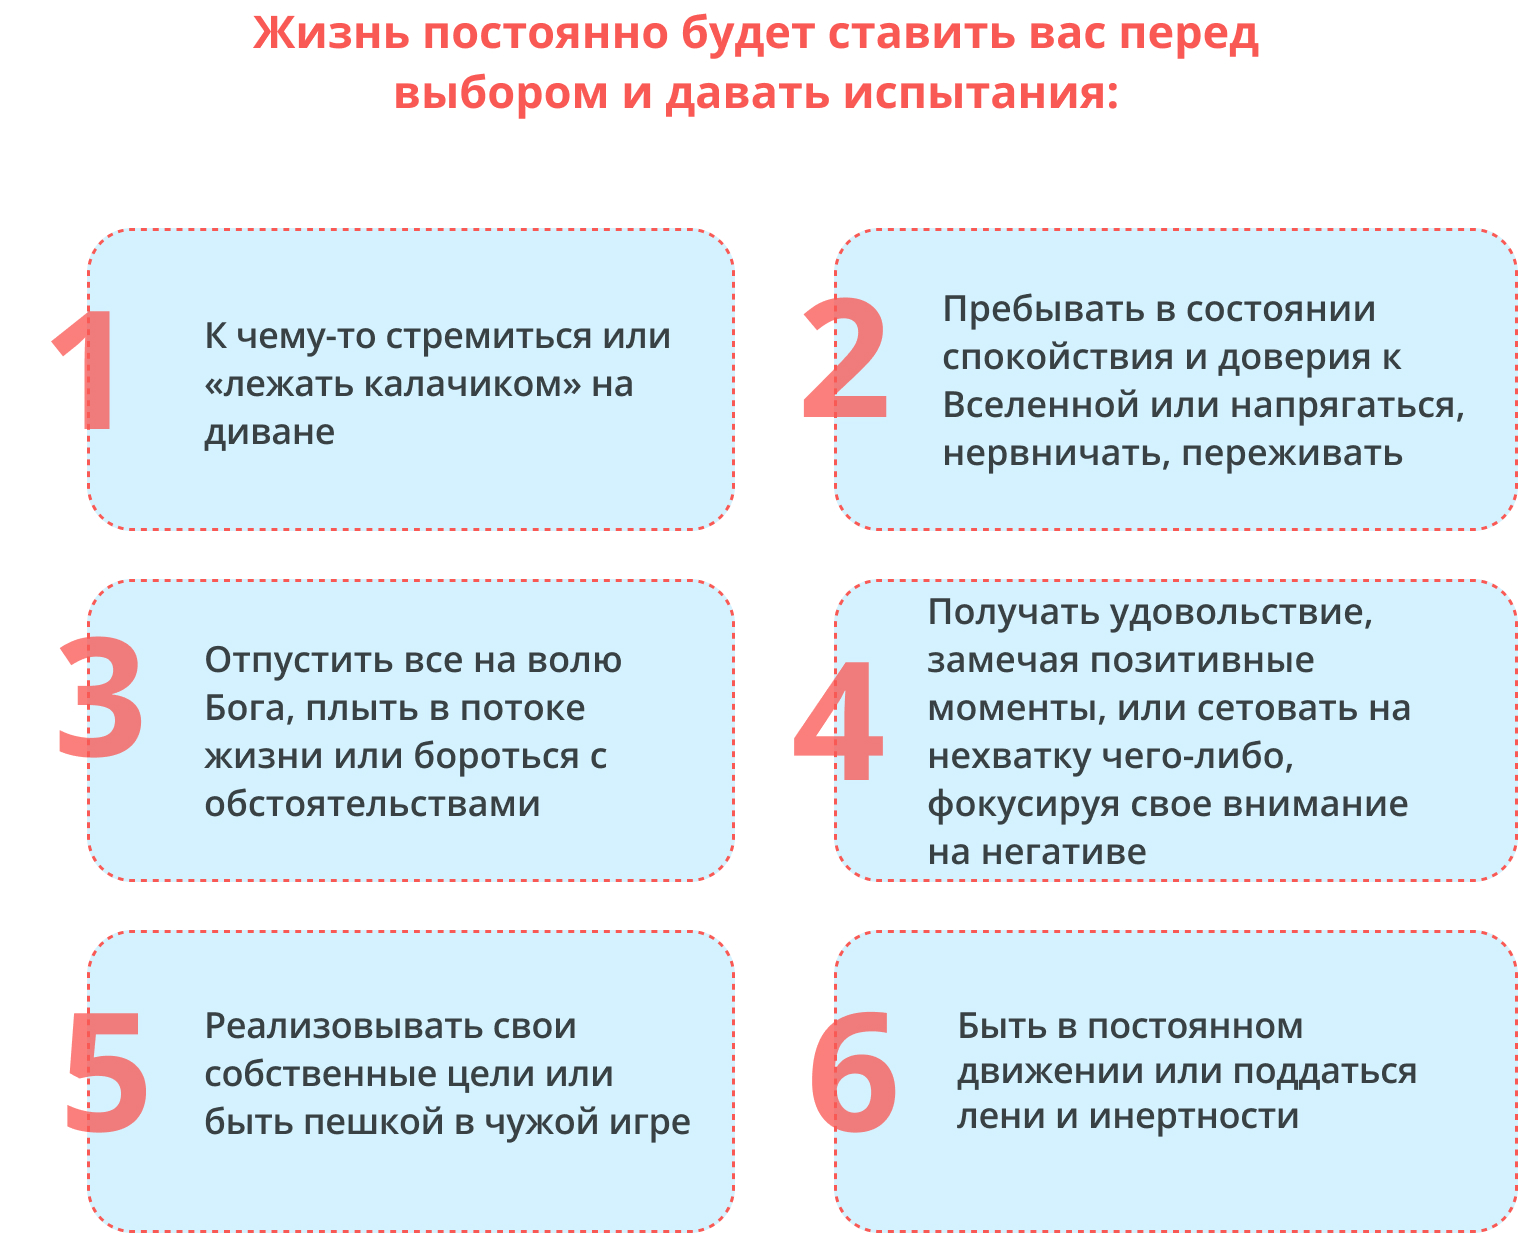 Жизнь постоянно будет ставить вас перед
выбором и давать испытания:
1
К чему-то стремиться или
«лежать калачиком» на
диване
2
Пребывать в состоянии
спокойствия и доверия к
Вселенной или напрягаться,
нервничать, переживать
3
Отпустить все на волю
Бога, плыть в потоке
жизни или бороться с
обстоятельствами
4
Получать удовольствие,
замечая позитивные
моменты, или сетовать на
нехватку чего-либо,
фокусируя свое внимание
на негативе
5
Реализовывать свои
собственные цели или
быть пешкой в чужой игре
6
Быть в постоянном
движении или поддаться
лени и инертности